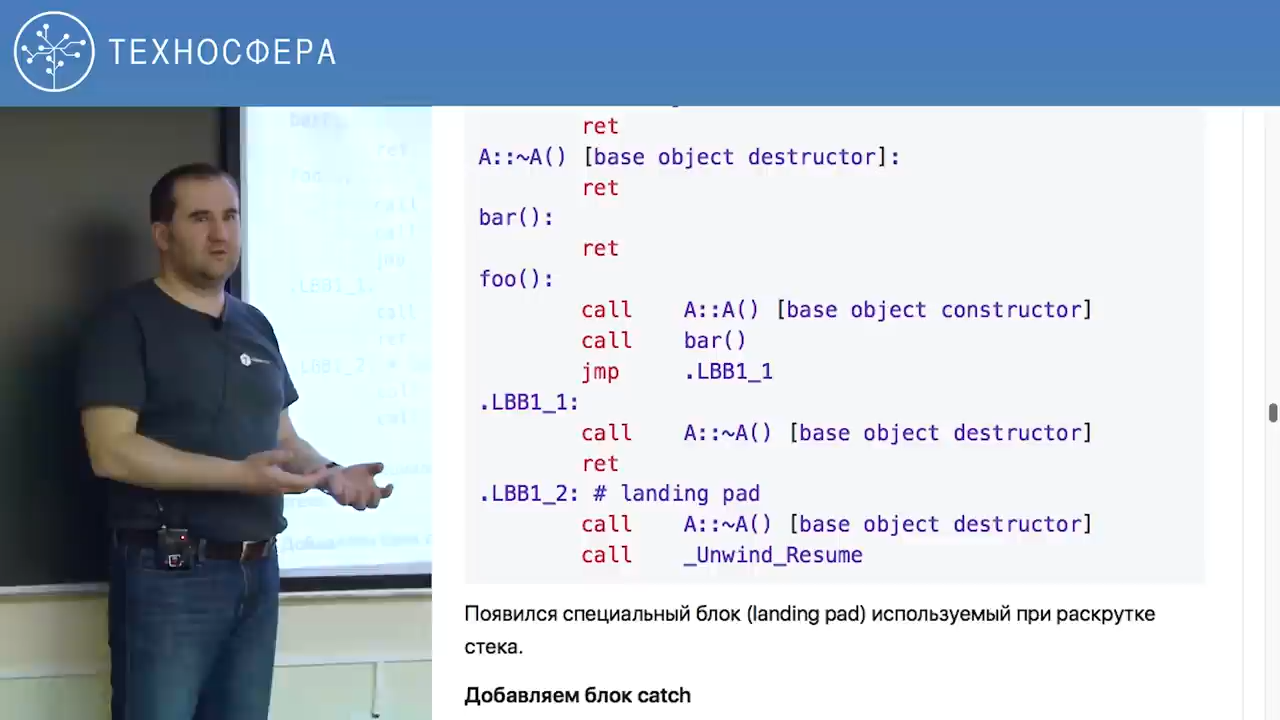 ТЕХНОСФЕРА
ret
A::~A() [base object destructor]:
ret
bar():
ret
foo():
call A::A() [base object constructor]
call bar()
jmp .LBB1_1
.LBB1_1:
call A::~A() [base object destructor]
ret
.LBB1_2: # landing pad
call A::~A() [base object destructor]
call _Unwind_Resume
Появился специальный блок (landing pad) используемый при раскрутке
стека.
Добавляем блок catch